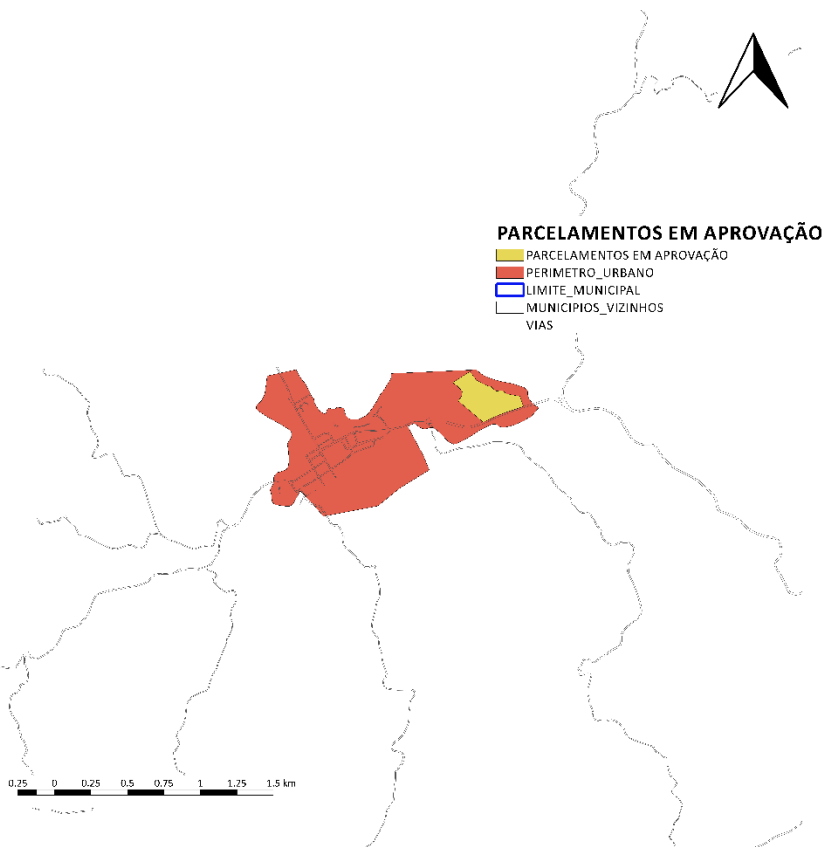 PARCELAMENTOS EM APROVAÇÃO
PARCELAMENTOS EM APROVAÇÃO
PERIMETRO_URBANO
LIMITE_MUNICIPAL
MUNICIPIOS_VIZINHOS
VIAS
0.25 0 0.25 0.5 0.75 1 1.25 1.5 km